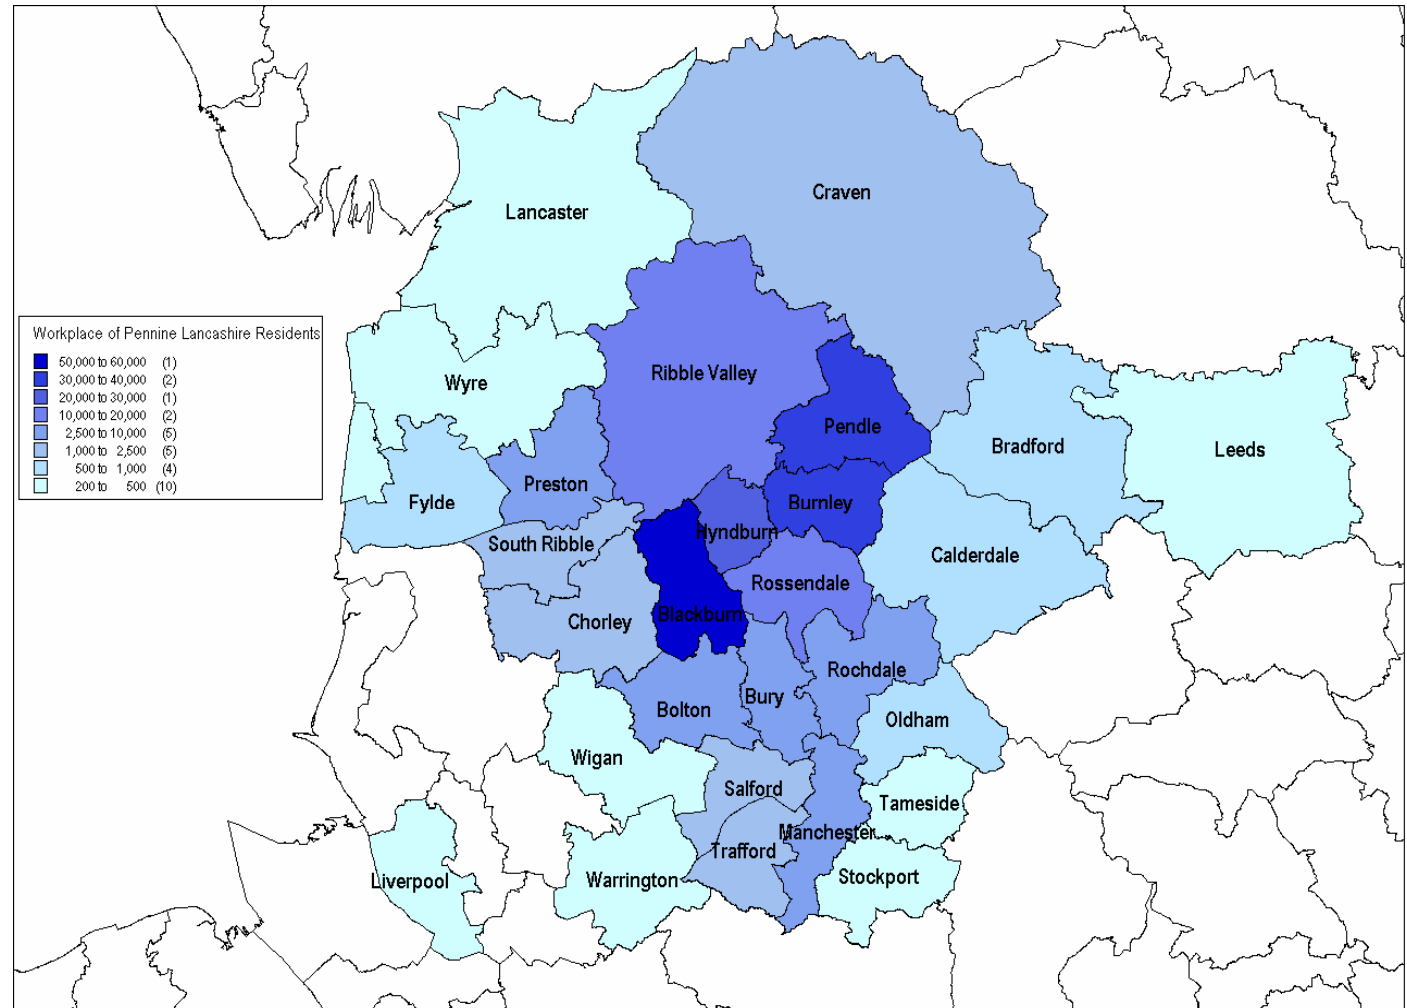 Craven
Lancaster
Workplace of Pennine Lancashire Residents
50,000 to 60,000 (1)
30,000 to 40,000 (2)
20,000 to 30,000 (1)
10,000 to 20,000 (2)
2,500 to 10,000 (5)
1,000 to 2,500 (5)
500 to 1,000 (4)
200 to 500 (10)
Ribble Valley
Wyre
Pendle
Bradford
Leeds
Preston
Fylde
Burnley
Hyndburn
South Ribble
Calderdale
Rossendale
Blackburn
Chorley
Rochdale
Bury
Bolton
Oldham
Wigan
Salford
Tameside
Manchester
Trafford
Liverpool
Warrington
Stockport